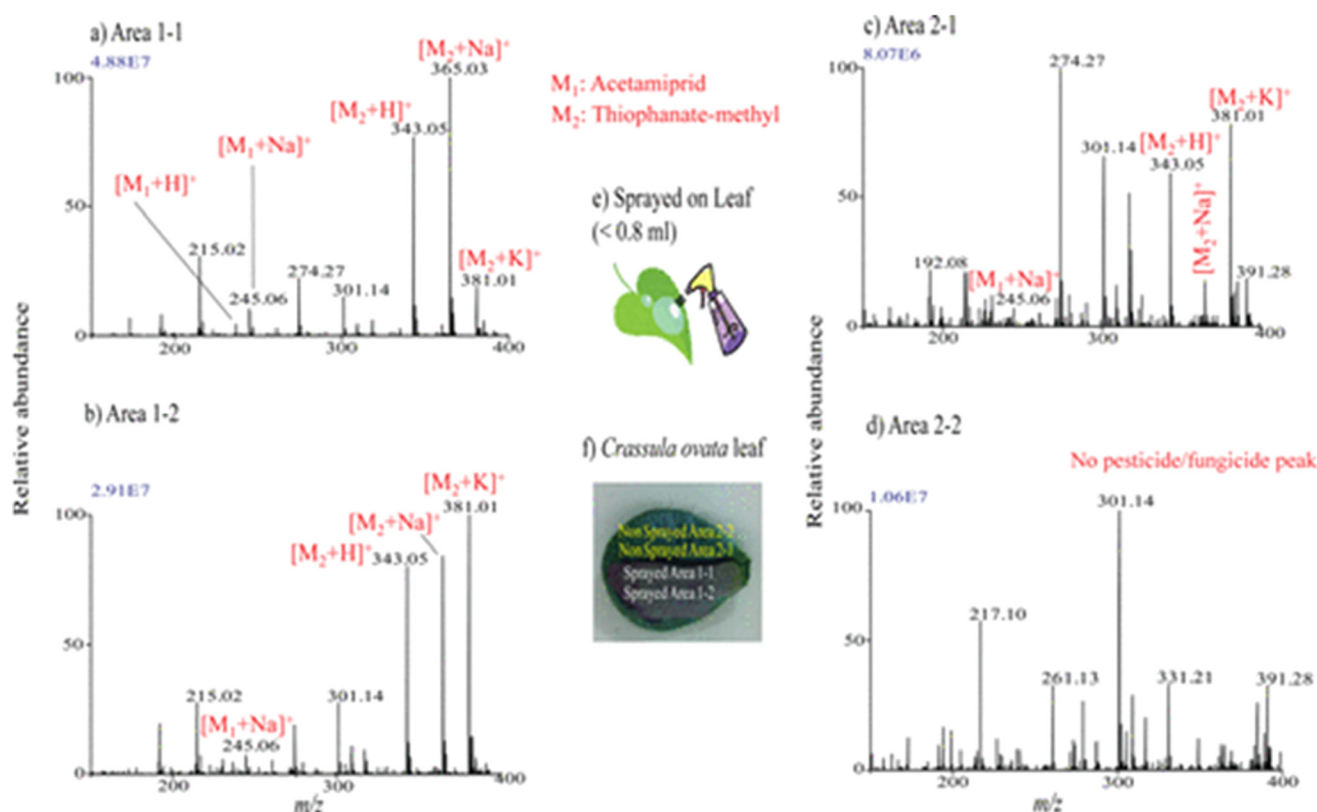 a) Area 1-1
4.88E7
100
50
0
[M₁+H]⁺
215.02
[M₁+Na]⁺
245.06
274.27
301.14
[M₂+H]⁺
343.05
[M₂+Na]⁺
365.03
[M₂+K]⁺
381.01
200
300
400
Relative abundance
b) Area 1-2
2.91E7
100
50
0
215.02
[M₁+Na]⁺
245.06
301.14
[M₂+H]⁺ 343.05
[M₂+Na]⁺
[M₂+K]⁺
381.01
200
300
400
m/z
M₁: Acetamiprid
M₂: Thiophanate-methyl
e) Sprayed on Leaf
(< 0.8 ml)
f) Crassula ovata leaf
Non Sprayed Area 2-2
Non Sprayed Area 2-1
Sprayed Area 1-1
Sprayed Area 1-2
c) Area 2-1
8.07E6
100
50
0
192.08
[M₁+Na]⁺
245.06
274.27
301.14
[M₂+H]⁺
343.05
[M₂+Na]⁺
[M₂+K]⁺
381.01
391.28
200
300
400
Relative abundance
d) Area 2-2
No pesticide/fungicide peak
1.06E7
100
50
0
217.10
261.13
301.14
331.21
391.28
200
300
400
m/z